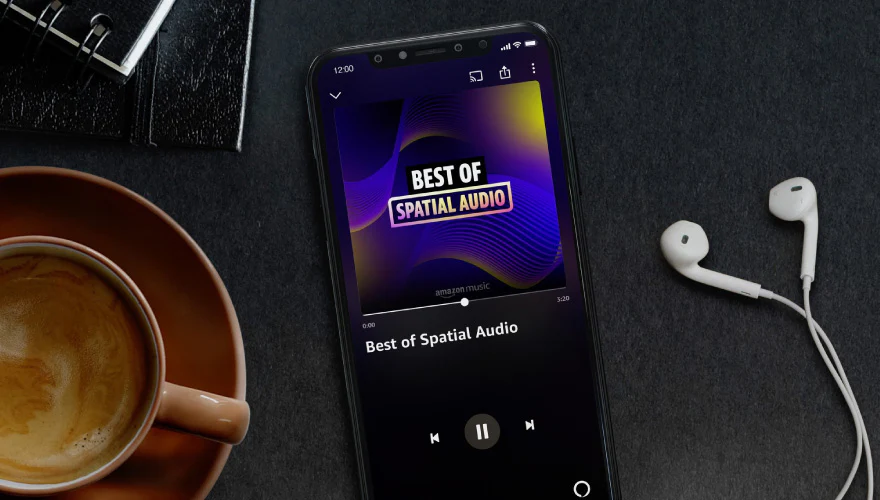 12:00
BEST OF
SPATIAL AUDIO
amazon music
0:00
3:20
Best of Spatial Audio